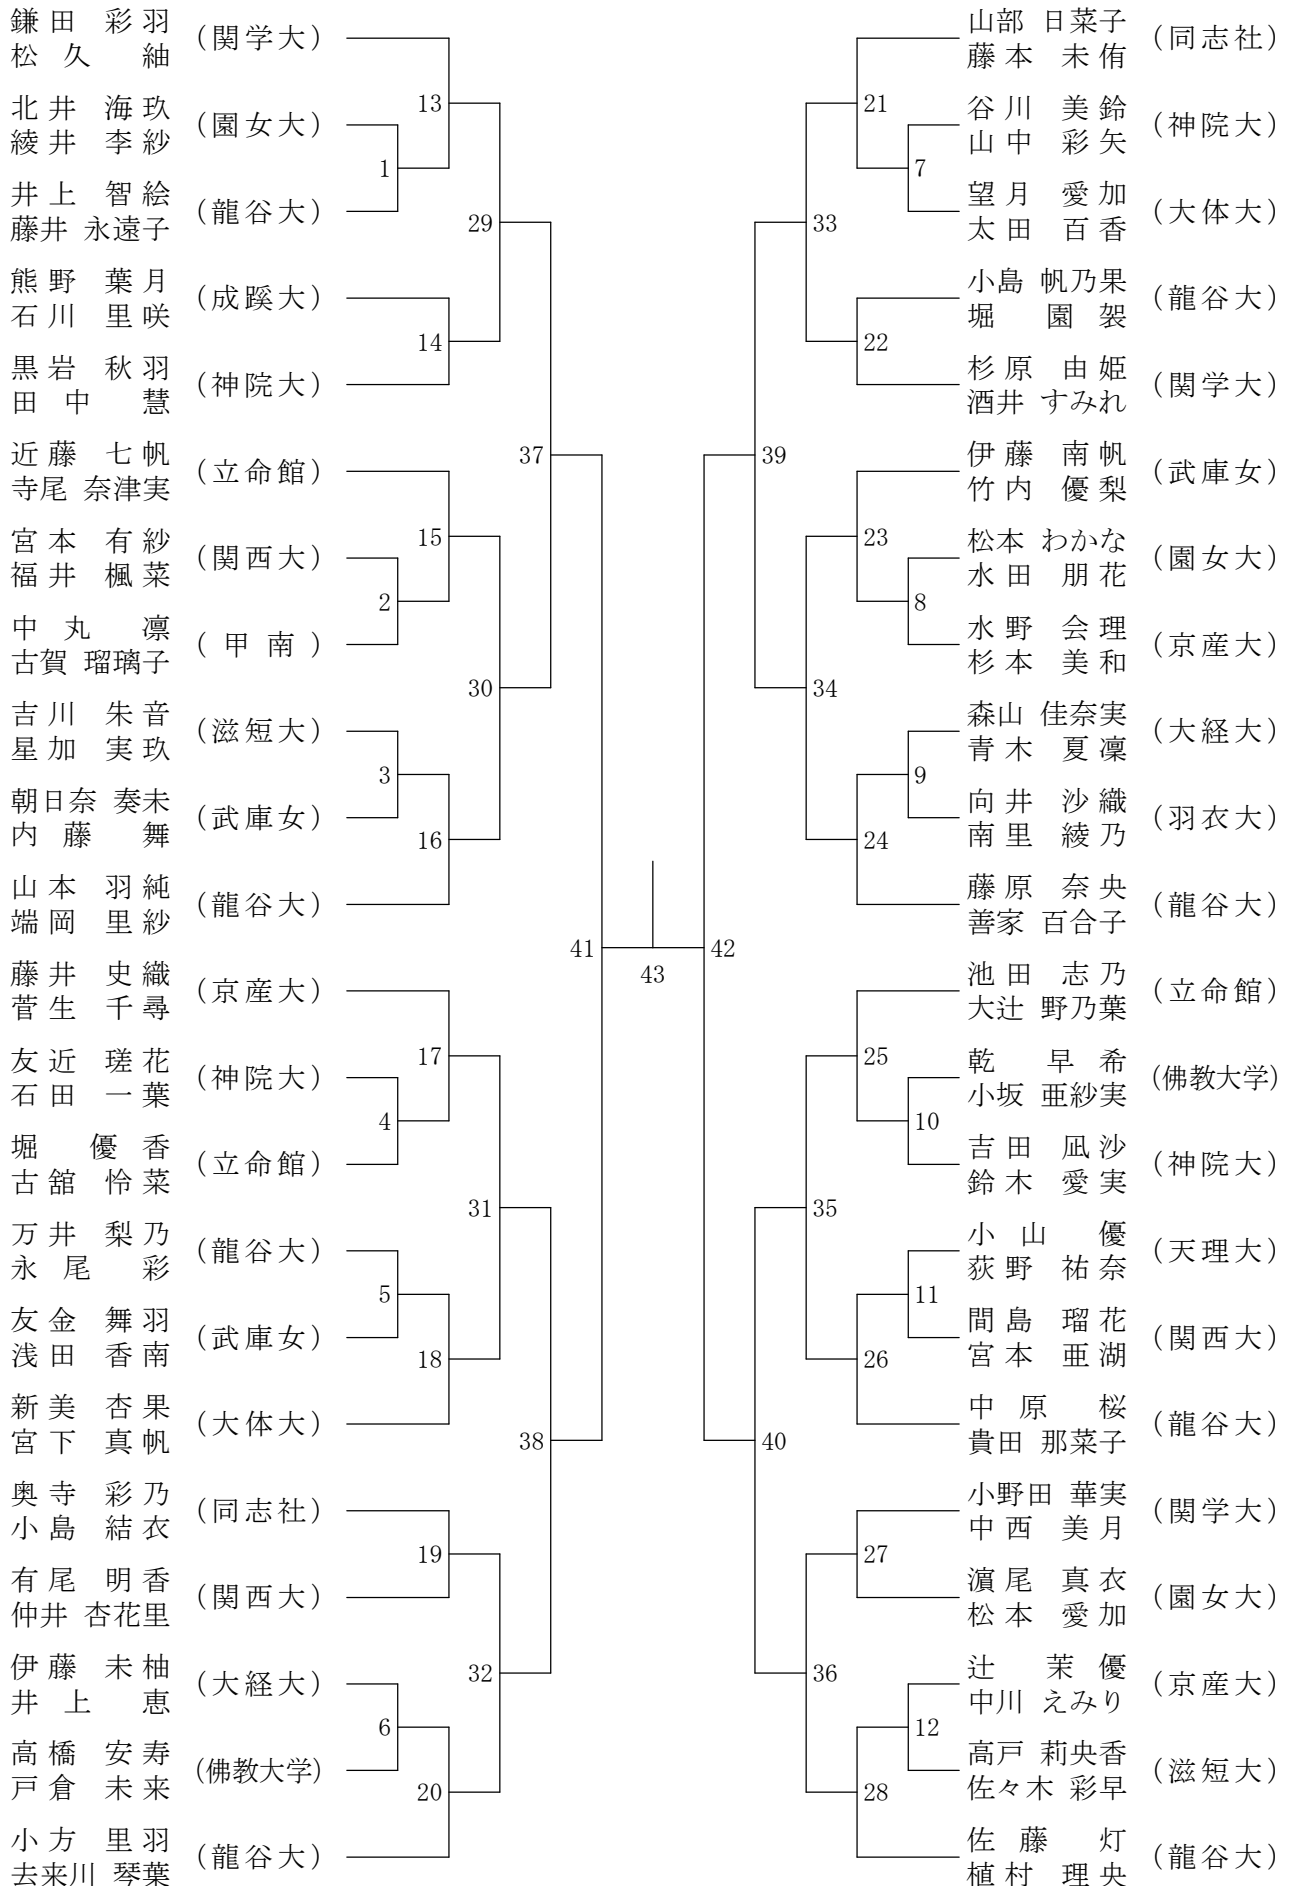 鎌田 彩羽
松久 紬
(関学大)
北井 海玖
綾井 李紗
(園女大)
井上 智絵
藤井 永遠子
(龍谷大)
熊野 葉月
石川 里咲
(成蹊大)
黒岩 秋羽
田中 慧
(神院大)
近藤 七帆
寺尾 奈津実
(立命館)
宮本 有紗
福井 楓菜
(関西大)
中丸 凛
古賀 瑠璃子
(甲南)
吉川 朱音
星加 実玖
(滋短大)
朝日奈 奏未
内藤 舞
(武庫女)
山本 羽純
端岡 里紗
(龍谷大)
藤井 史織
菅生 千尋
(京産大)
友近 瑳花
石田 一葉
(神院大)
堀 優香
古舘 怜菜
(立命館)
万井 梨乃
永尾 彩
(龍谷大)
友金 舞羽
浅田 香南
(武庫女)
新美 杏果
宮下 真帆
(大体大)
奥寺 彩乃
小島 結衣
(同志社)
有尾 明香
仲井 杏花里
(関西大)
伊藤 未柚
井上 恵
(大経大)
高橋 安寿
戸倉 未来
(佛教大学)
小方 里羽
去来川 琴葉
(龍谷大)
1
2
3
4
5
6
13
14
15
16
17
18
19
20
29
30
31
32
37
38
41
43
42
39
40
33
34
35
36
21
22
23
24
25
26
27
28
7
8
9
10
11
12
山部 日菜子
藤本 未侑
(同志社)
谷川 美鈴
山中 彩矢
(神院大)
望月 愛加
太田 百香
(大体大)
小島 帆乃果
堀 園袈
(龍谷大)
杉原 由姫
酒井 すみれ
(関学大)
伊藤 南帆
竹内 優梨
(武庫女)
松本 わかな
水田 朋花
(園女大)
水野 会理
杉本 美和
(京産大)
森山 佳奈実
青木 夏凜
(大経大)
向井 沙織
南里 綾乃
(羽衣大)
藤原 奈央
善家 百合子
(龍谷大)
池田 志乃
大辻 野乃葉
(立命館)
乾 早希
小坂 亜紗実
(佛教大学)
吉田 凪沙
鈴木 愛実
(神院大)
小山 優
荻野 祐奈
(天理大)
間島 瑠花
宮本 亜湖
(関西大)
中原 桜
貴田 那菜子
(龍谷大)
小野田 華実
中西 美月
(関学大)
濵尾 真衣
松本 愛加
(園女大)
辻 茉優
中川 えみり
(京産大)
高戸 莉央香
佐々木 彩早
(滋短大)
佐藤 灯
植村 理央
(龍谷大)